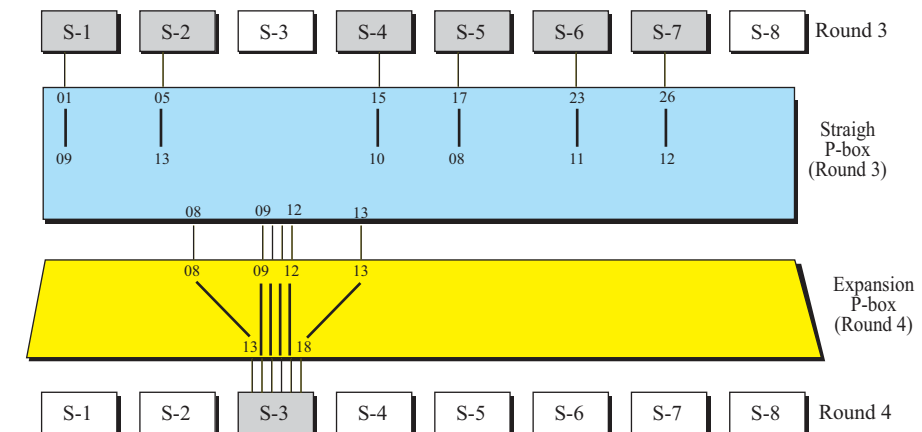 S-1 S-2 S-3 S-4 S-5 S-6 S-7 S-8 Round 3
01 05 15 17 23 26
Straigh
P-box
(Round 3)
09 13 10 08 11 12
08 09 12 13
08 09 12 13
Expansion
P-box
(Round 4)
13 18
S-1 S-2 S-3 S-4 S-5 S-6 S-7 S-8 Round 4